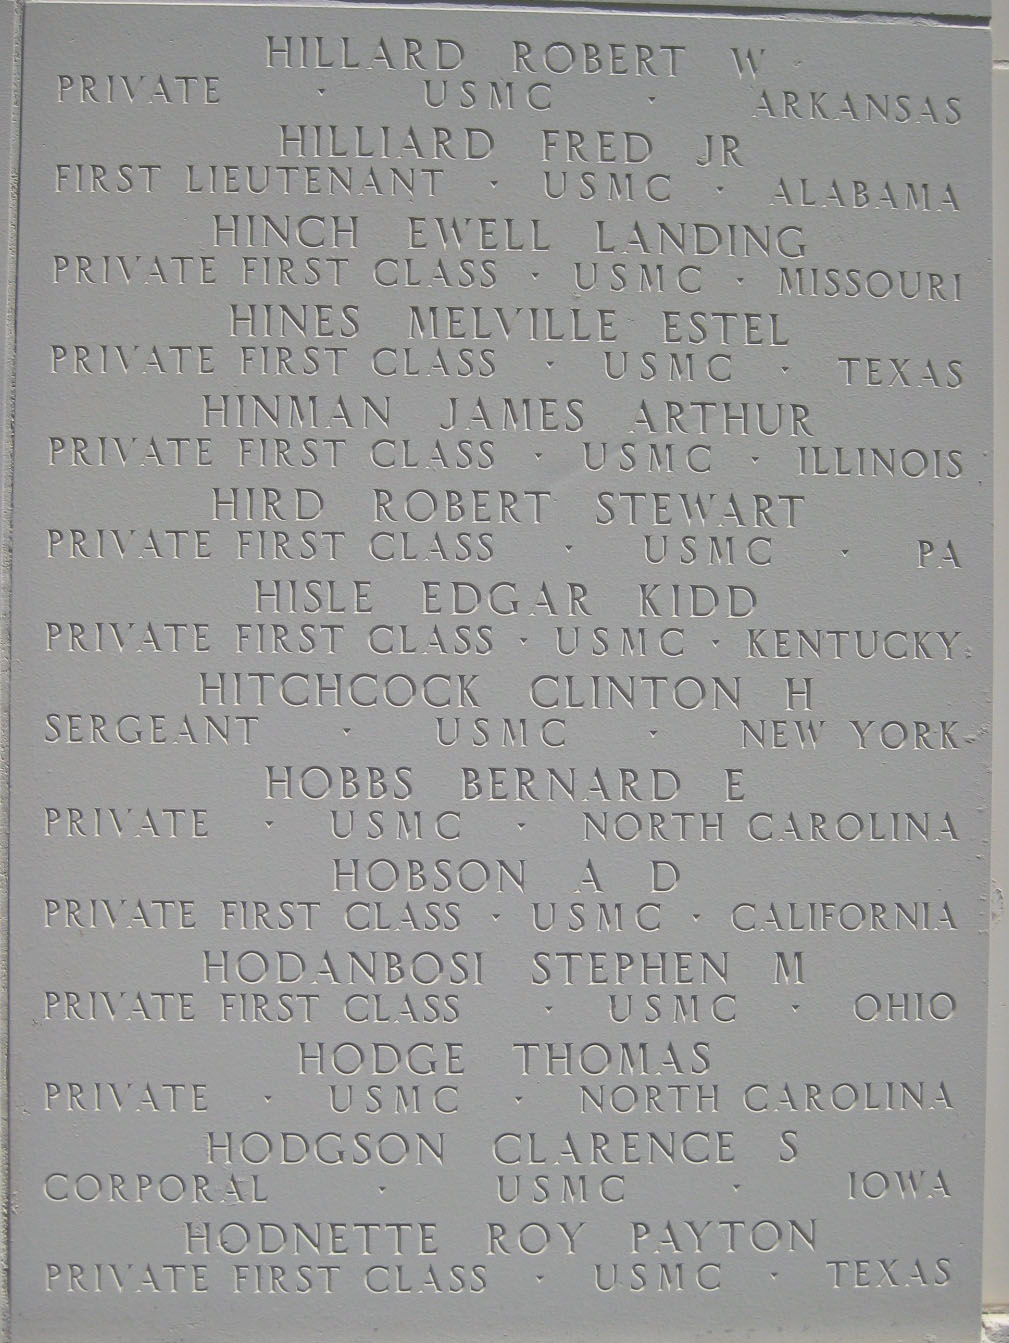 HILLARD ROBERT W
PRIVATE · USMC · ARKANSAS
HILLIARD FRED JR
FIRST LIEUTENANT · USMC · ALABAMA
HINCH EWELL LANDING
PRIVATE FIRST CLASS · USMC · MISSOURI
HINES MELVILLE ESTEL
PRIVATE FIRST CLASS · USMC · TEXAS
HINMAN JAMES ARTHUR
PRIVATE FIRST CLASS · USMC · ILLINOIS
HIRD ROBERT STEWART
PRIVATE FIRST CLASS · USMC · PA
HISLE EDGAR KIDD
PRIVATE FIRST CLASS · USMC · KENTUCKY
HITCHCOCK CLINTON H
SERGEANT · USMC · NEW YORK
HOBBS BERNARD E
PRIVATE · USMC · NORTH CAROLINA
HOBSON A D
PRIVATE FIRST CLASS · USMC · CALIFORNIA
HODANBOSI STEPHEN M
PRIVATE FIRST CLASS · USMC · OHIO
HODGE THOMAS
PRIVATE · USMC · NORTH CAROLINA
HODGSON CLARENCE S
CORPORAL · USMC · IOWA
HODNETTE ROY PAYTON
PRIVATE FIRST CLASS · USMC · TEXAS